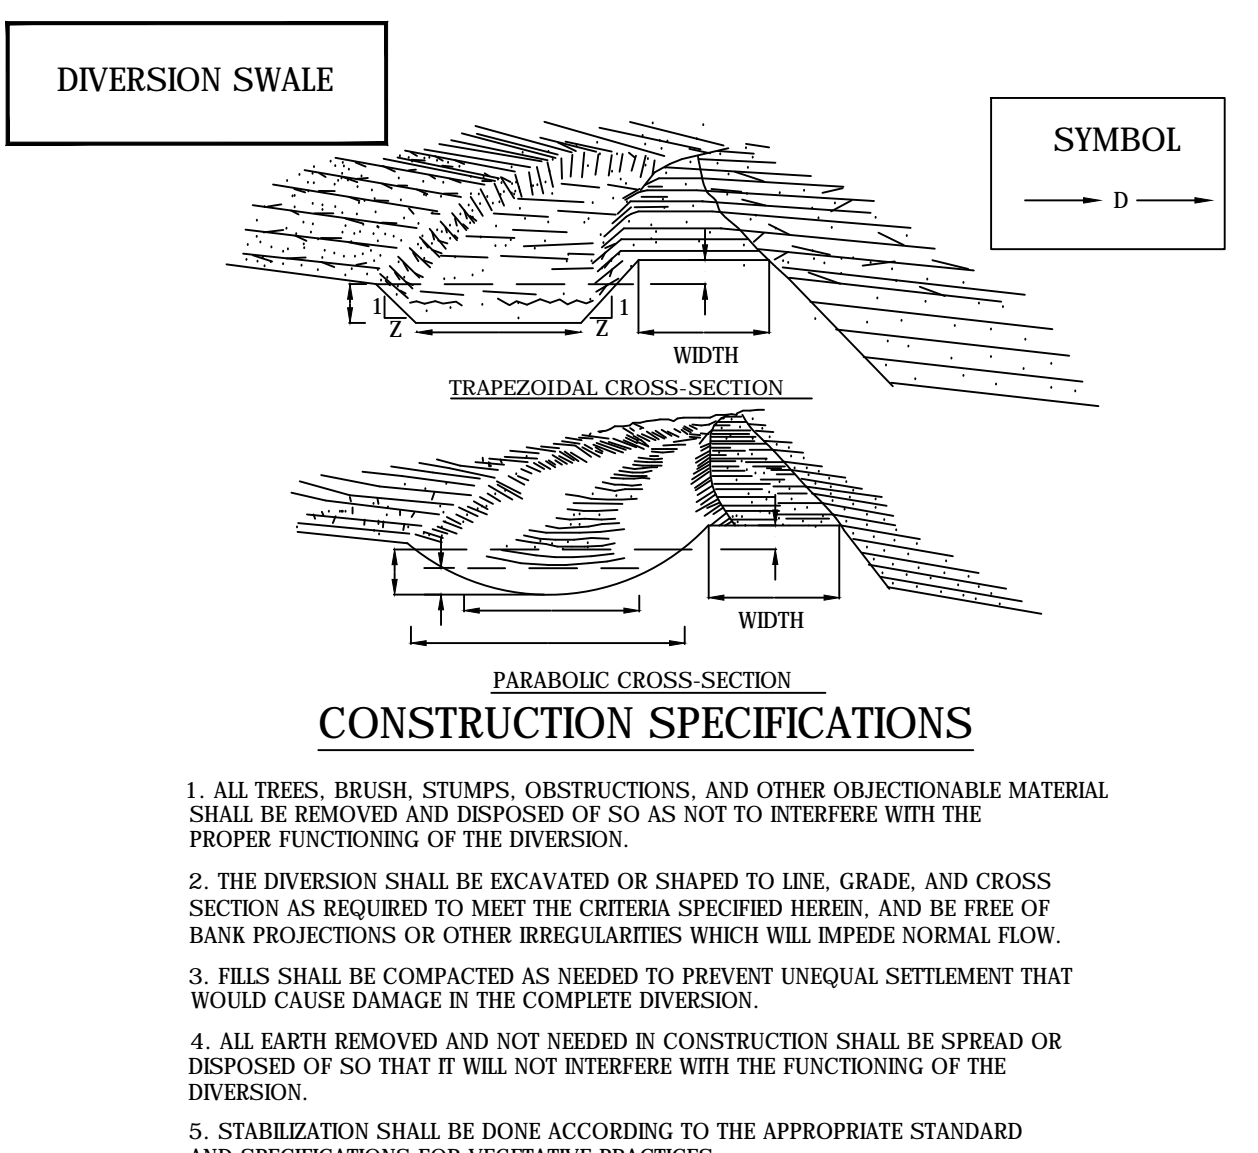 DIVERSION SWALE
SYMBOL
D
1
Z
Z
1
WIDTH
TRAPEZOIDAL CROSS-SECTION
WIDTH
PARABOLIC CROSS-SECTION
CONSTRUCTION SPECIFICATIONS
1. ALL TREES, BRUSH, STUMPS, OBSTRUCTIONS, AND OTHER OBJECTIONABLE MATERIAL
SHALL BE REMOVED AND DISPOSED OF SO AS NOT TO INTERFERE WITH THE
PROPER FUNCTIONING OF THE DIVERSION.
2. THE DIVERSION SHALL BE EXCAVATED OR SHAPED TO LINE, GRADE, AND CROSS
SECTION AS REQUIRED TO MEET THE CRITERIA SPECIFIED HEREIN, AND BE FREE OF
BANK PROJECTIONS OR OTHER IRREGULARITIES WHICH WILL IMPEDE NORMAL FLOW.
3. FILLS SHALL BE COMPACTED AS NEEDED TO PREVENT UNEQUAL SETTLEMENT THAT
WOULD CAUSE DAMAGE IN THE COMPLETE DIVERSION.
4. ALL EARTH REMOVED AND NOT NEEDED IN CONSTRUCTION SHALL BE SPREAD OR
DISPOSED OF SO THAT IT WILL NOT INTERFERE WITH THE FUNCTIONING OF THE
DIVERSION.
5. STABILIZATION SHALL BE DONE ACCORDING TO THE APPROPRIATE STANDARD
AND SPECIFICATIONS FOR VEGETATIVE PRACTICES